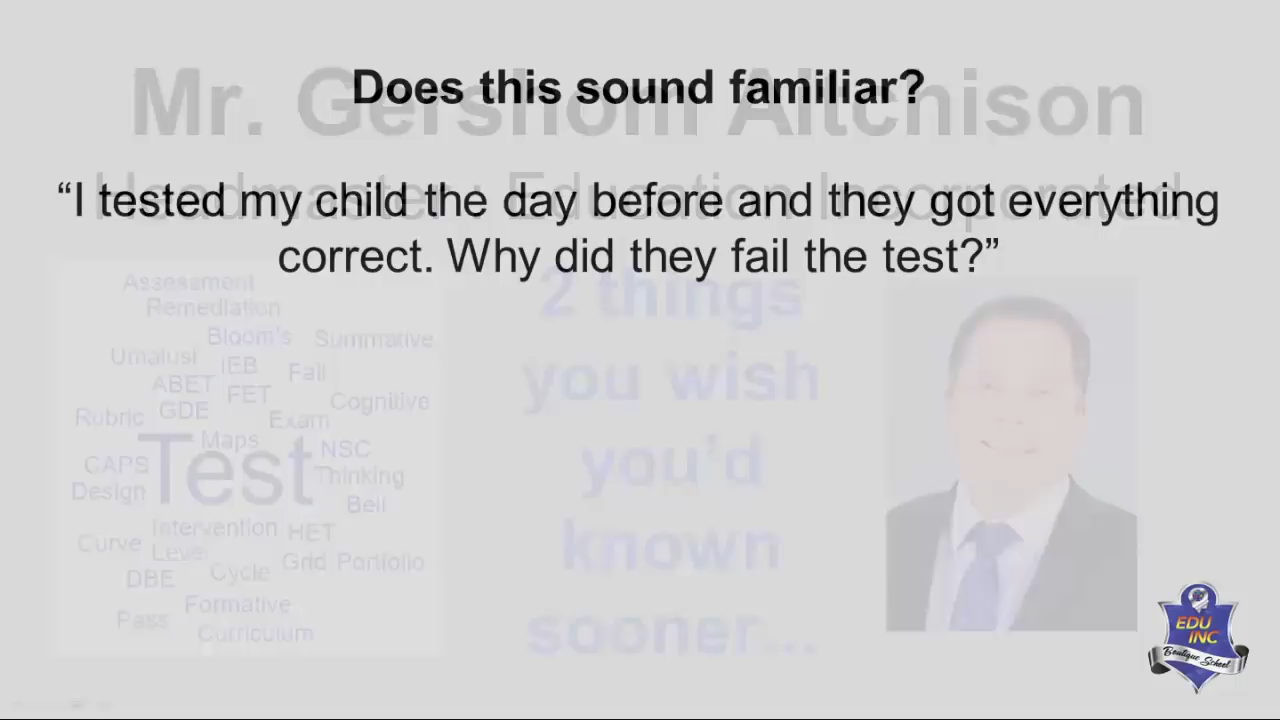 Does this sound familiar?
Mr. Gershom Aitchison
“I tested my child the day before and they got everything
Headmaster: Education Incorporated
correct. Why did they fail the test?”
2 things
you wish
you’d
known
sooner...
Assessment
Remediation
Bloom's Summative
Umalusi IEB Fail
ABET FET Cognitive
Rubric GDE Exam
Maps NSC
Test
CAPS Thinking
Design Bell
Intervention HET
Curve Level Grid Portfolio
DBE Cycle
Formative
Pass
Curriculum
EDU
INC
Boutique School